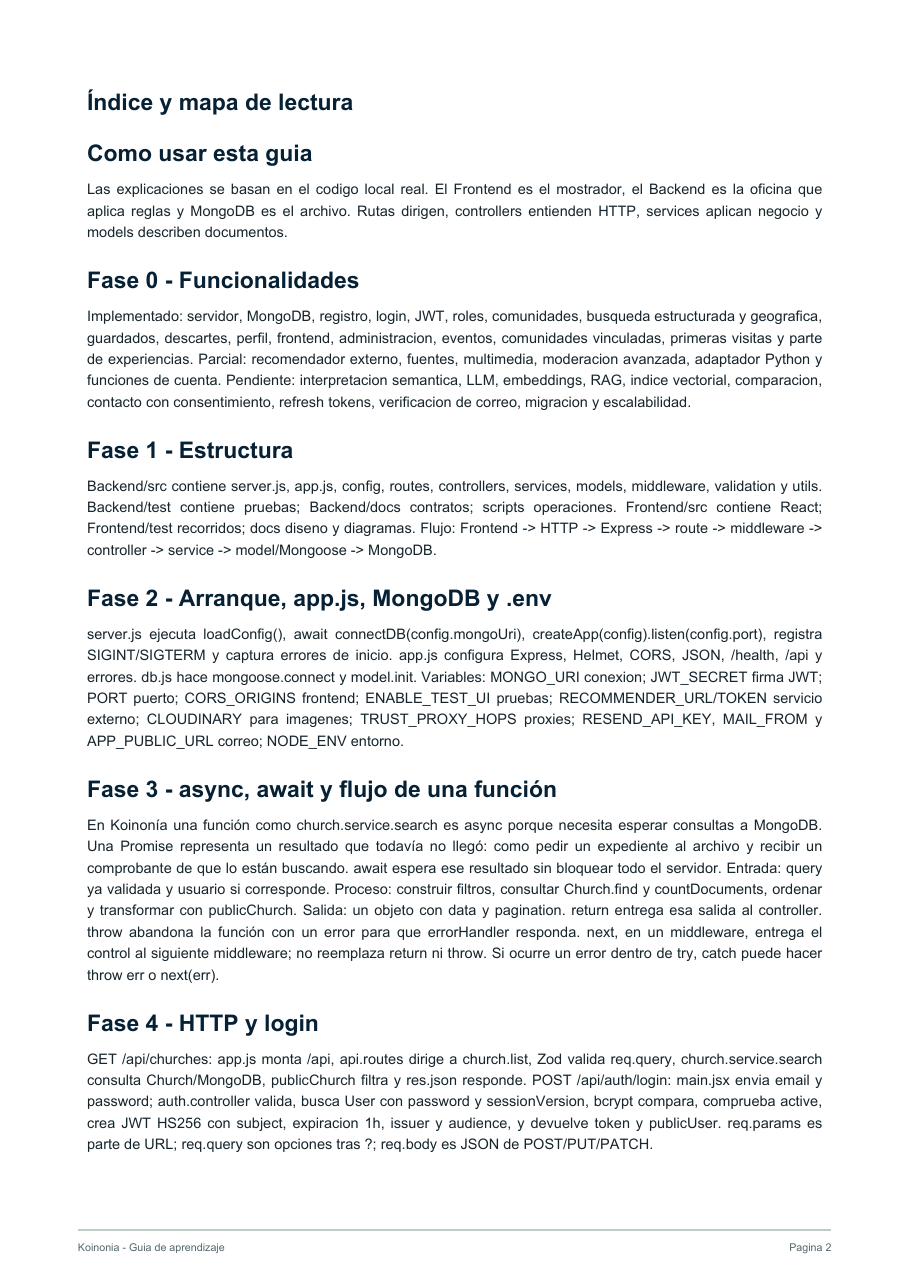 Índice y mapa de lectura
Como usar esta guia
Las explicaciones se basan en el codigo local real. El Frontend es el mostrador, el Backend es la oficina que
aplica reglas y MongoDB es el archivo. Rutas dirigen, controllers entienden HTTP, services aplican negocio y
models describen documentos.
Fase 0 - Funcionalidades
Implementado: servidor, MongoDB, registro, login, JWT, roles, comunidades, busqueda estructurada y geografica,
guardados, descartes, perfil, frontend, administracion, eventos, comunidades vinculadas, primeras visitas y parte
de experiencias. Parcial: recomendador externo, fuentes, multimedia, moderacion avanzada, adaptador Python y
funciones de cuenta. Pendiente: interpretacion semantica, LLM, embeddings, RAG, indice vectorial, comparacion,
contacto con consentimiento, refresh tokens, verificacion de correo, migracion y escalabilidad.
Fase 1 - Estructura
Backend/src contiene server.js, app.js, config, routes, controllers, services, models, middleware, validation y utils.
Backend/test contiene pruebas; Backend/docs contratos; scripts operaciones. Frontend/src contiene React;
Frontend/test recorridos; docs diseno y diagramas. Flujo: Frontend -> HTTP -> Express -> route -> middleware ->
controller -> service -> model/Mongoose -> MongoDB.
Fase 2 - Arranque, app.js, MongoDB y .env
server.js ejecuta loadConfig(), await connectDB(config.mongoUri), createApp(config).listen(config.port), registra
SIGINT/SIGTERM y captura errores de inicio. app.js configura Express, Helmet, CORS, JSON, /health, /api y
errores. db.js hace mongoose.connect y model.init. Variables: MONGO_URI conexion; JWT_SECRET firma JWT;
PORT puerto; CORS_ORIGINS frontend; ENABLE_TEST_UI pruebas; RECOMMENDER_URL/TOKEN servicio
externo; CLOUDINARY para imagenes; TRUST_PROXY_HOPS proxies; RESEND_API_KEY, MAIL_FROM y
APP_PUBLIC_URL correo; NODE_ENV entorno.
Fase 3 - async, await y flujo de una función
En Koinonía una función como church.service.search es async porque necesita esperar consultas a MongoDB.
Una Promise representa un resultado que todavía no llegó: como pedir un expediente al archivo y recibir un
comprobante de que lo están buscando. await espera ese resultado sin bloquear todo el servidor. Entrada: query
ya validada y usuario si corresponde. Proceso: construir filtros, consultar Church.find y countDocuments, ordenar
y transformar con publicChurch. Salida: un objeto con data y pagination. return entrega esa salida al controller.
throw abandona la función con un error para que errorHandler responda. next, en un middleware, entrega el
control al siguiente middleware; no reemplaza return ni throw. Si ocurre un error dentro de try, catch puede hacer
throw err o next(err).
Fase 4 - HTTP y login
GET /api/churches: app.js monta /api, api.routes dirige a church.list, Zod valida req.query, church.service.search
consulta Church/MongoDB, publicChurch filtra y res.json responde. POST /api/auth/login: main.jsx envia email y
password; auth.controller valida, busca User con password y sessionVersion, bcrypt compara, comprueba active,
crea JWT HS256 con subject, expiracion 1h, issuer y audience, y devuelve token y publicUser. req.params es
parte de URL; req.query son opciones tras ?; req.body es JSON de POST/PUT/PATCH.
Koinonia - Guia de aprendizaje
Pagina 2